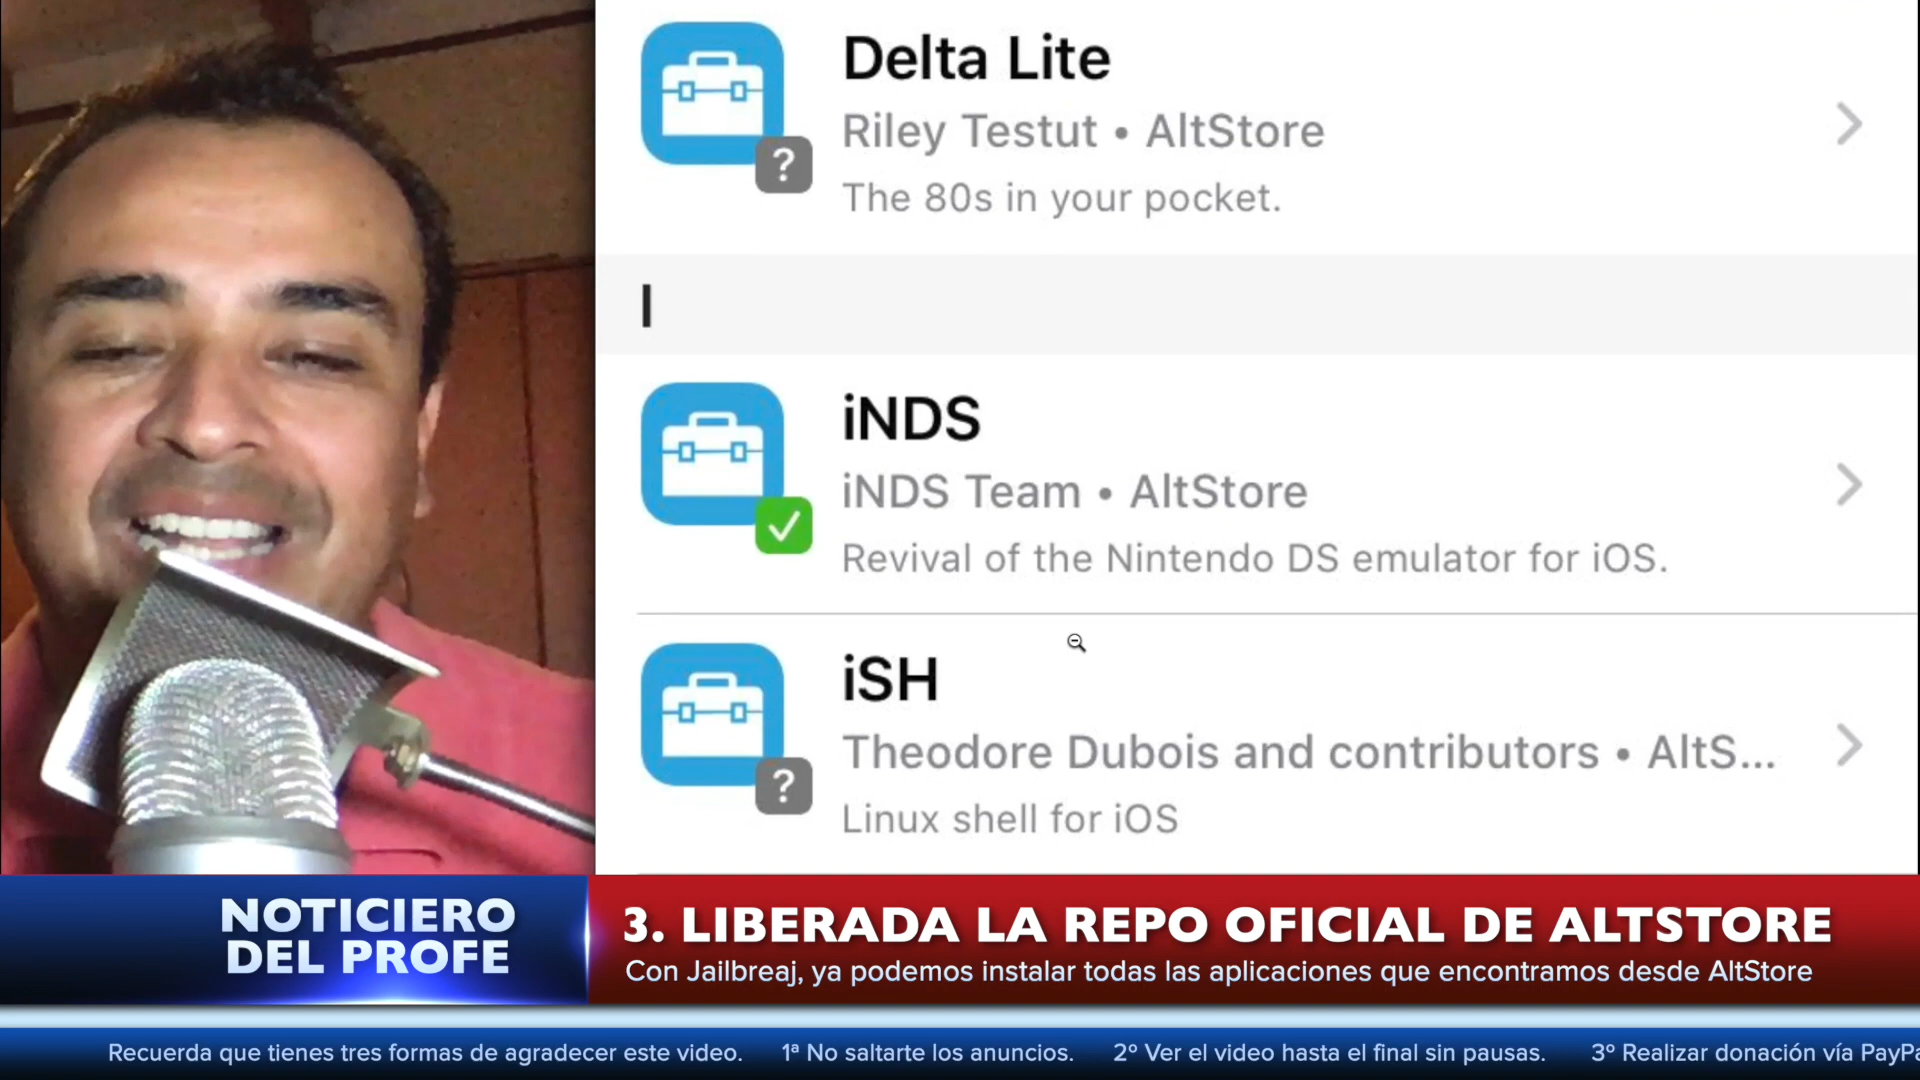 Delta Lite
Riley Testut • AltStore
?
The 80s in your pocket.
I
iNDS
iNDS Team • AltStore
Revival of the Nintendo DS emulator for iOS.
iSH
Theodore Dubois and contributors • AltS...
?
Linux shell for iOS
NOTICIERO
DEL PROFE
3. LIBERADA LA REPO OFICIAL DE ALTSTORE
Con Jailbreaj, ya podemos instalar todas las aplicaciones que encontramos desde AltStore
Recuerda que tienes tres formas de agradecer este video. 1ª No saltarte los anuncios. 2º Ver el video hasta el final sin pausas. 3º Realizar donación vía PayPa